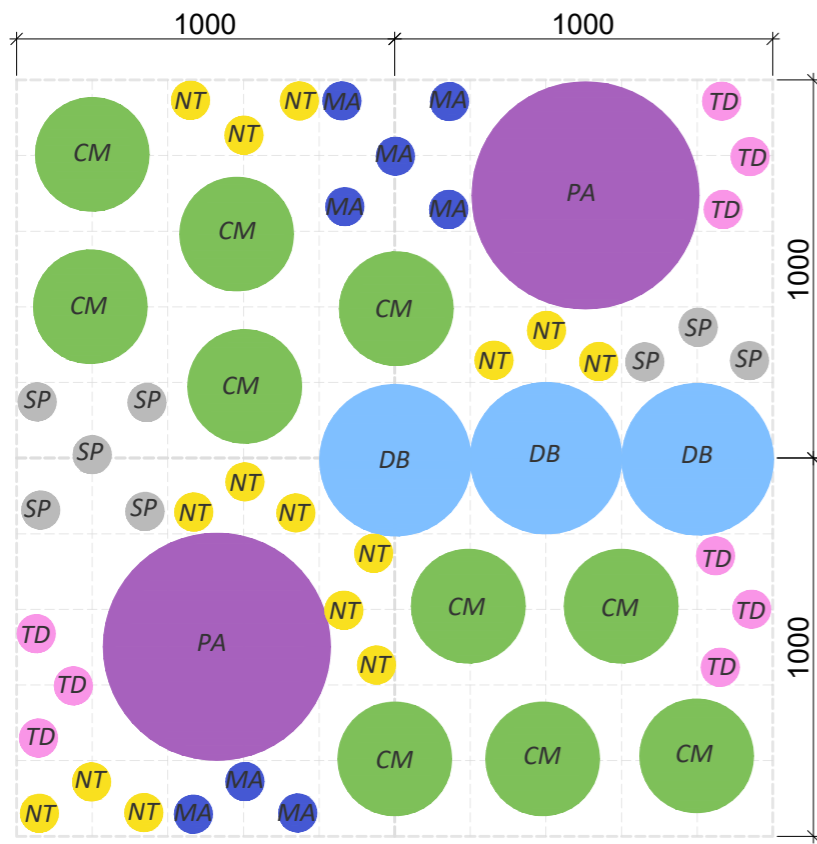 1000 1000
NT NT MA MA TD
NT
CM MA PA TD
MA MA TD
CM
1000
CM CM NT SP
NT NT SP SP
CM
SP SP
SP DB DB DB
NT
SP SP NT NT
NT TD
NT CM CM TD
TD PA
1000
NT TD
TD
TD CM CM CM
NT MA
NT NT MA MA